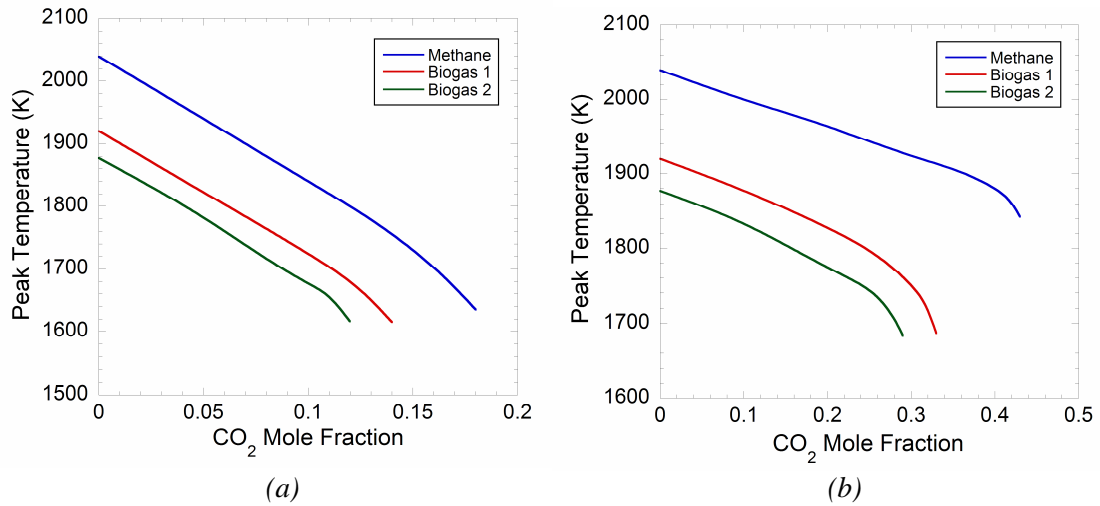 2100
2000
1900
1800
1700
1600
1500
0
0.05
0.1
0.15
0.2
Peak Temperature (K)
CO2 Mole Fraction
Methane
Biogas 1
Biogas 2
(a)
2100
2000
1900
1800
1700
1600
0
0.1
0.2
0.3
0.4
0.5
Peak Temperature (K)
CO2 Mole Fraction
Methane
Biogas 1
Biogas 2
(b)